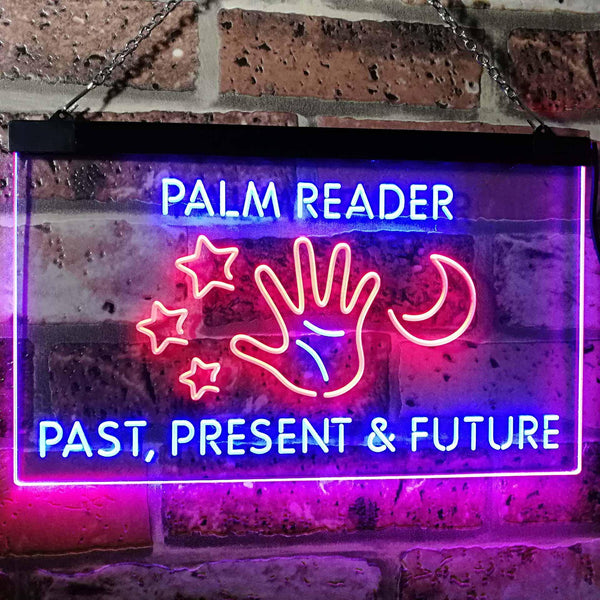 PALM READER
PAST, PRESENT & FUTURE